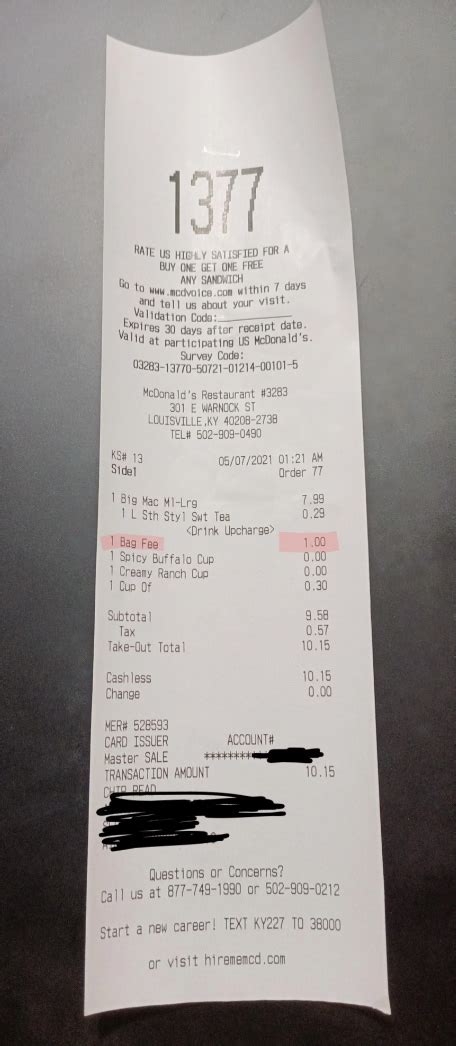 1377
RATE US HIGHLY SATISFIED FOR A
BUY ONE GET ONE FREE
ANY SANDWICH
Go to www.mcdvoice.com within 7 days
and tell us about your visit.
Validation Code:__________
Expires 30 days after receipt date.
Valid at participating US McDonald's.
Survey Code:
03283-13770-50721-01214-00101-5
McDonald's Restaurant #3283
301 E WARNOCK ST
LOUISVILLE,KY 40208-2738
TEL# 502-909-0490
KS# 13 05/07/2021 01:21 AM
Side1 Order 77
1 Big Mac M1-Lrg 7.99
1 L Sth Styl Swt Tea 0.29
<Drink Upcharge>
1 Bag Fee 1.00
1 Spicy Buffalo Cup 0.00
1 Creamy Ranch Cup 0.00
1 Cup Of 0.30
Subtotal 9.58
Tax 0.57
Take-Out Total 10.15
Cashless 10.15
Change 0.00
MER# 528593
CARD ISSUER ACCOUNT#
Master SALE *********
TRANSACTION AMOUNT 10.15
CHIP READ
Questions or Concerns?
Call us at 877-749-1990 or 502-909-0212
Start a new career! TEXT KY227 TO 38000
or visit hirememcd.com